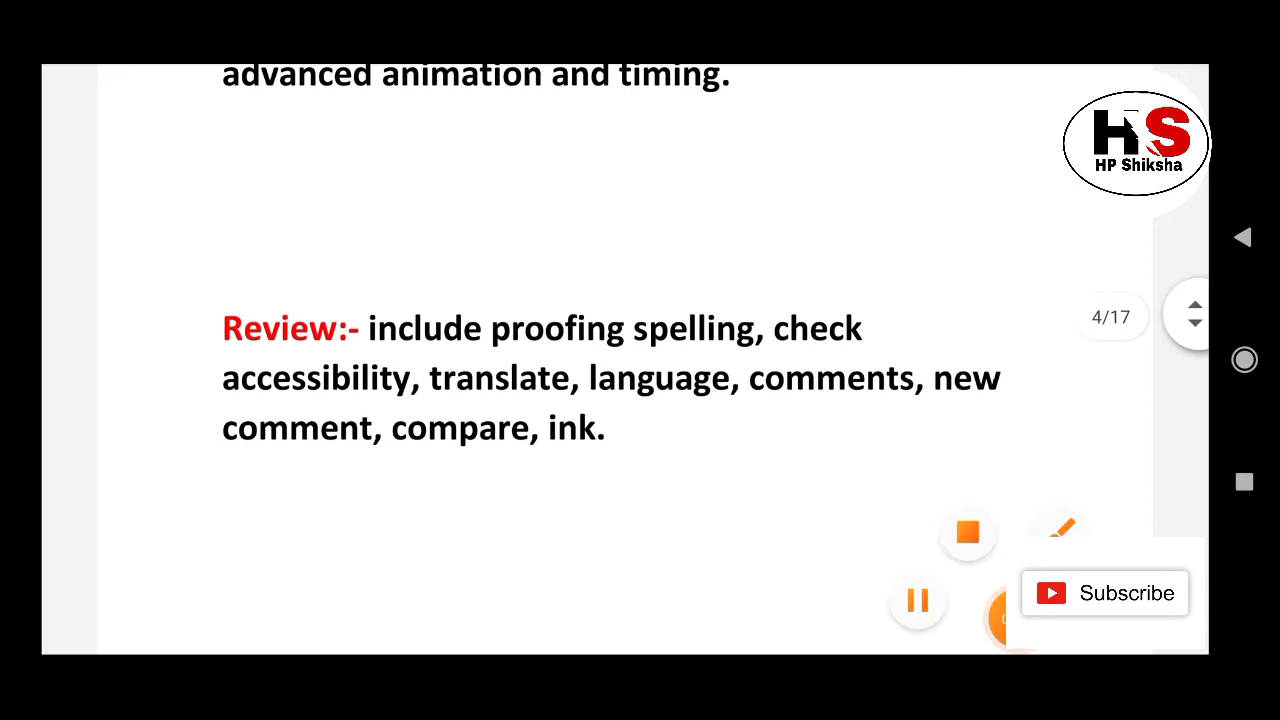 advanced animation and timing.
HS
HP Shiksha
4/17
Review:- include proofing spelling, check
accessibility, translate, language, comments, new
comment, compare, ink.
Subscribe